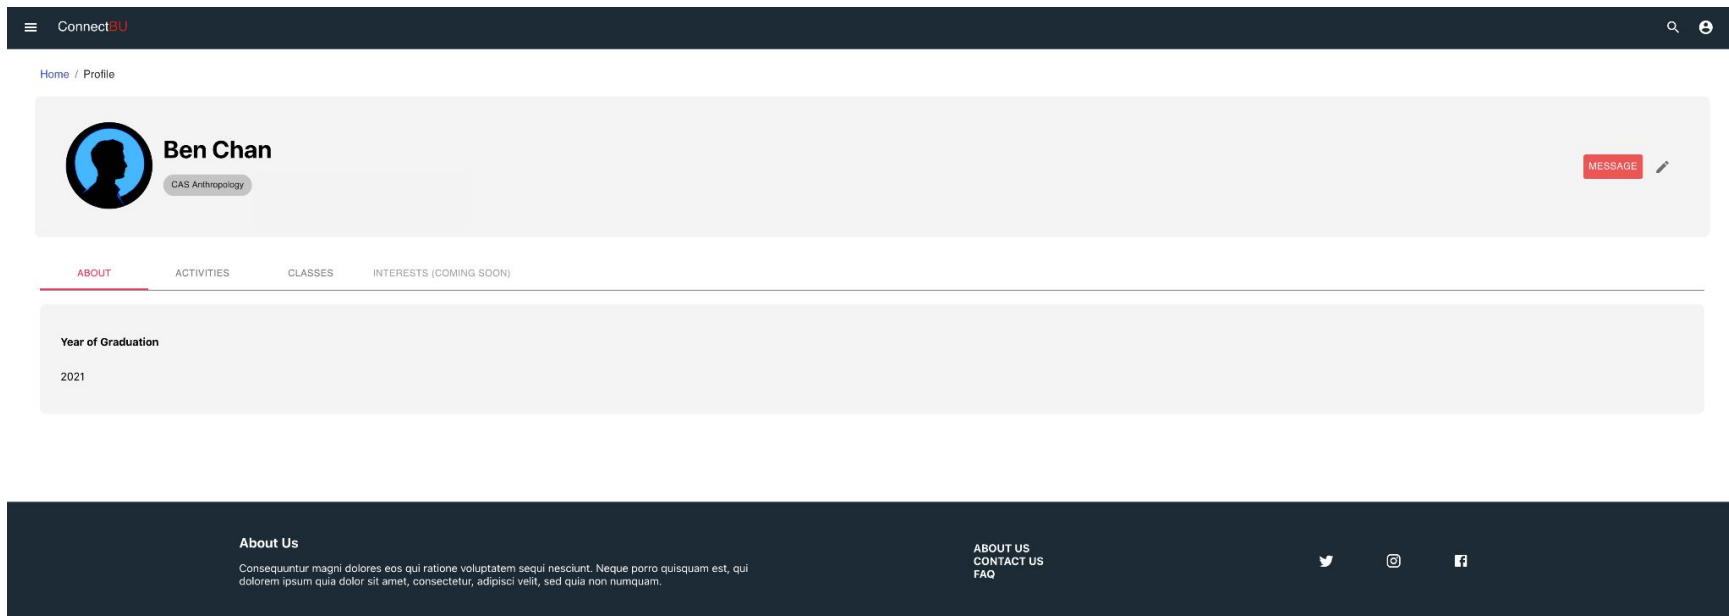 ConnectBU
Home / Profile
Ben Chan
CAS Anthropology
MESSAGE
ABOUT
ACTIVITIES
CLASSES
INTERESTS (COMING SOON)
Year of Graduation
2021
About Us
Consequuntur magni dolores eos qui ratione voluptatem sequi nesciunt. Neque porro quisquam est, qui
dolorem ipsum quia dolor sit amet, consectetur, adipisci velit, sed quia non numquam.
ABOUT US
CONTACT US
FAQ